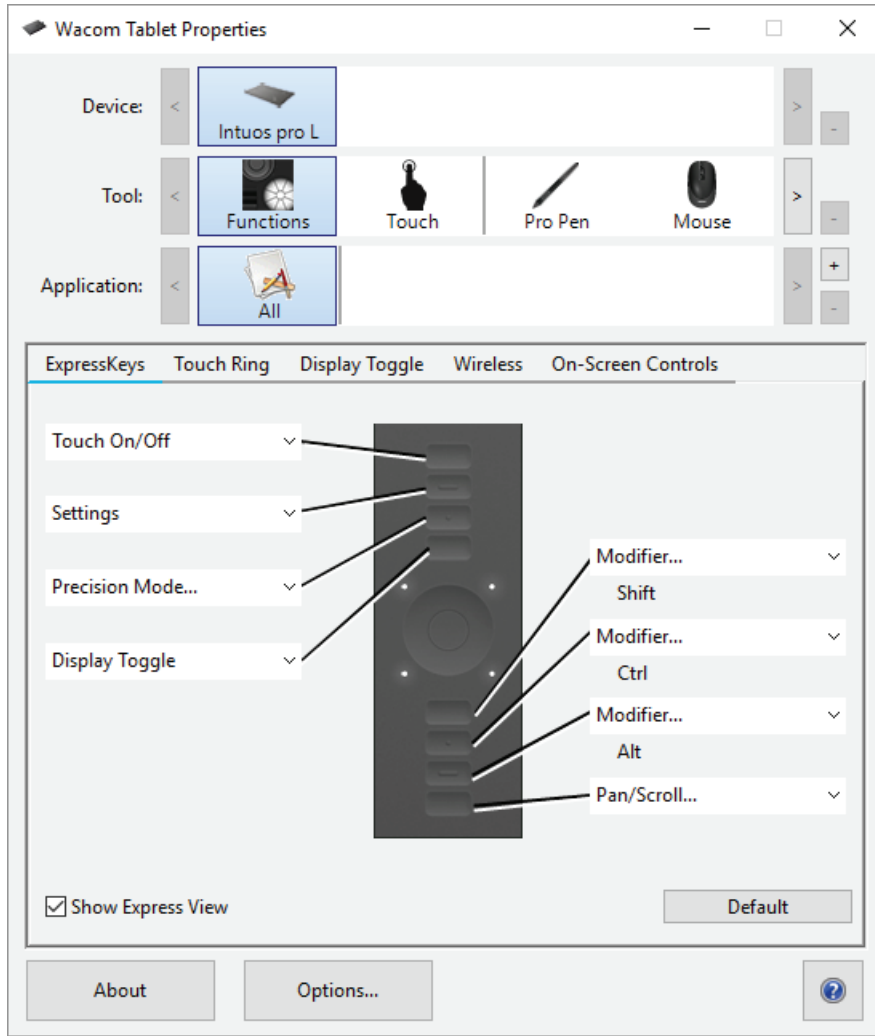 Wacom Tablet Properties
Device:
<
Intuos pro L
>
-
Tool:
<
Functions
Touch
Pro Pen
Mouse
>
-
Application:
<
All
>
+
-
ExpressKeys Touch Ring Display Toggle Wireless On-Screen Controls
Touch On/Off
Settings
Precision Mode...
Display Toggle
Modifier...
Shift
Modifier...
Ctrl
Modifier...
Alt
Pan/Scroll...
Show Express View
Default
About
Options...
?